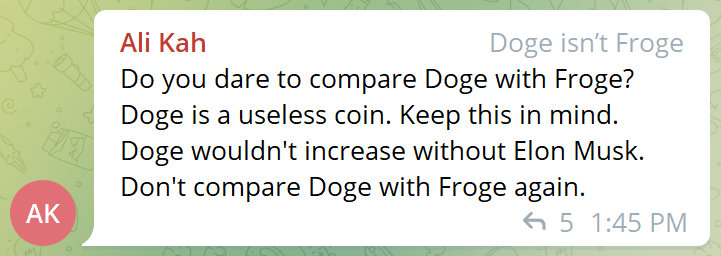 Ali Kah Doge isn’t Froge
Do you dare to compare Doge with Froge?
Doge is a useless coin. Keep this in mind.
Doge wouldn't increase without Elon Musk.
Don't compare Doge with Froge again.
AK 5 1:45 PM